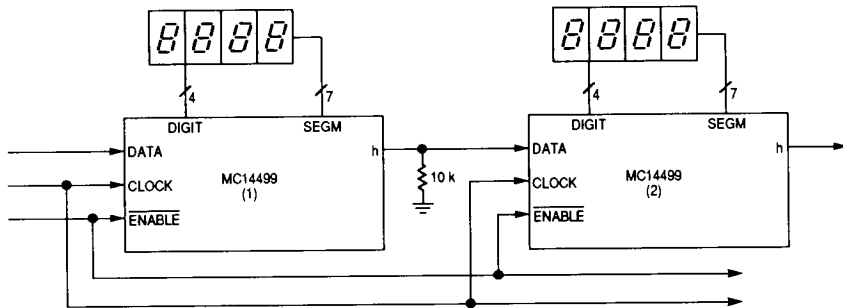 8888
8888
4
7
4
7
DIGIT
SEGM
DIGIT
SEGM
DATA
h
DATA
h
MC14499
(1)
10 k
MC14499
(2)
CLOCK
CLOCK
ENABLE
ENABLE